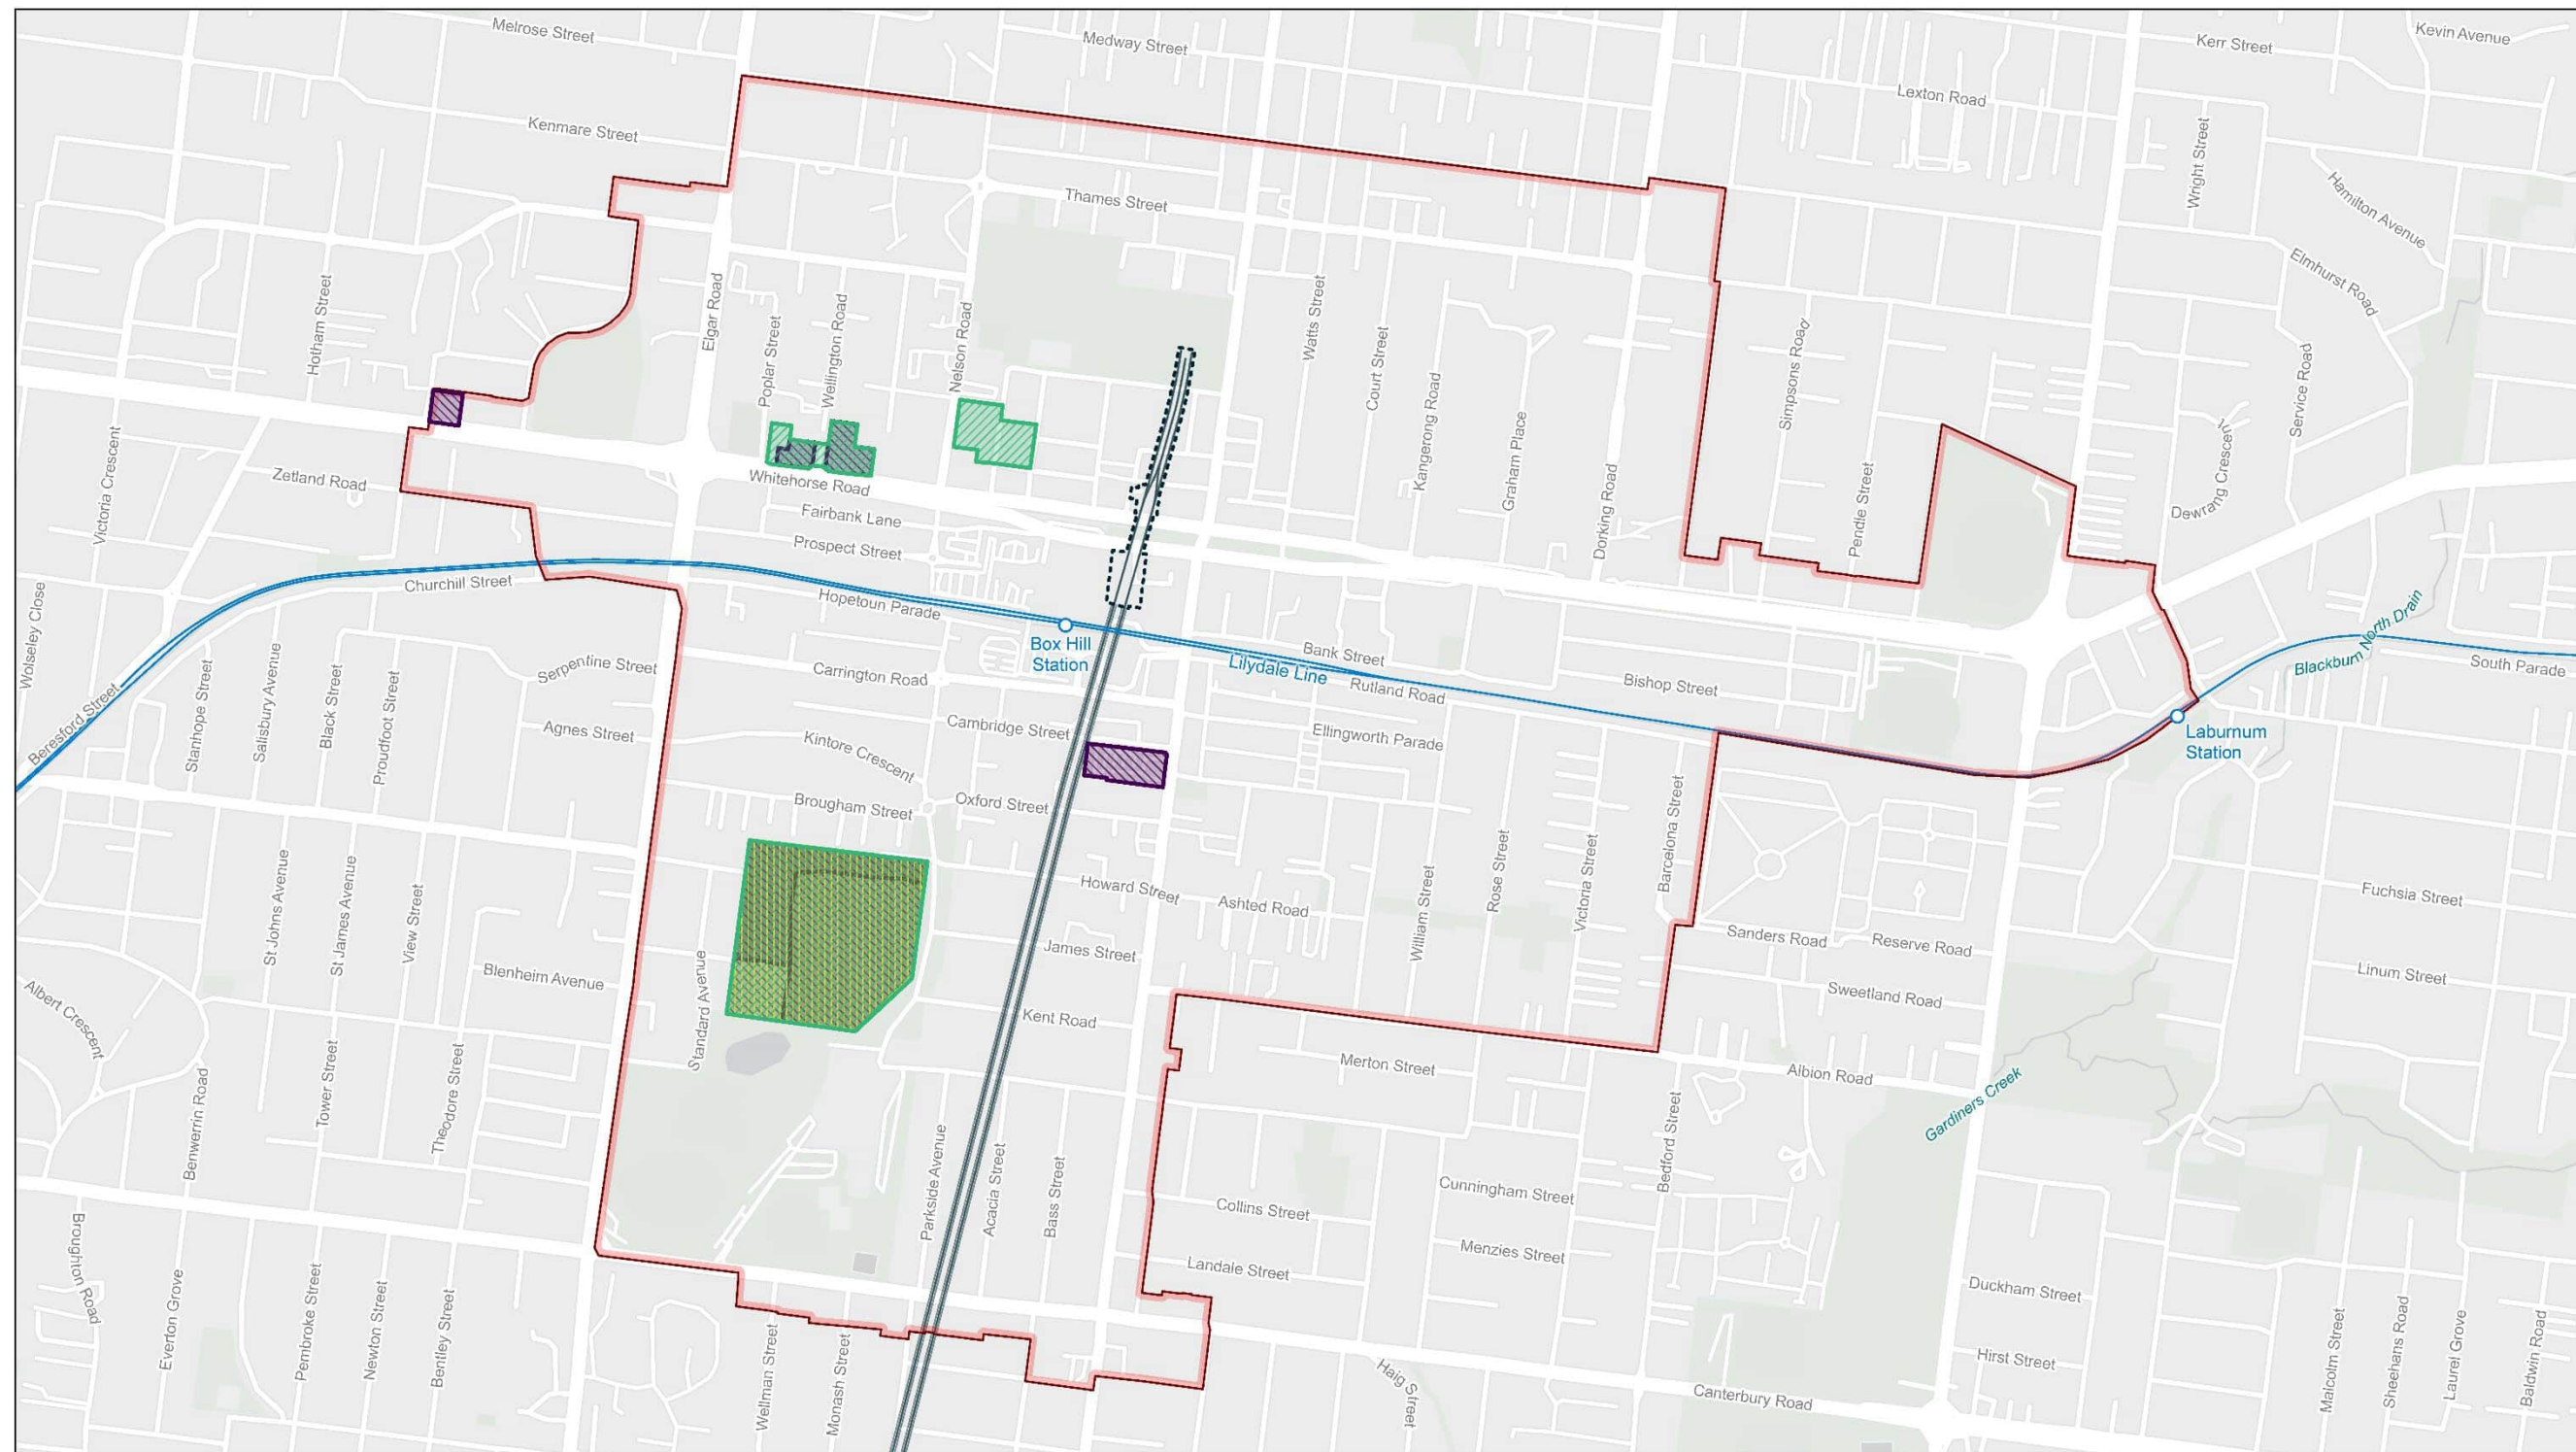 Melrose Street
Medway Street
Kerr Street
Kevin Avenue
Kenmare Street
Lexton Road
Wright Street
Hamilton Avenue
Thames Street
Elmhurst Road
Hotham Street
Elgar Road
Poplar Street
Wellington Road
Nelson Road
Watts Street
Court Street
Kangerong Road
Graham Place
Dorking Road
Simpsons Road
Pendle Street
Service Road
Dewrang Crescent
Victoria Crescent
Zetland Road
Whitehorse Road
Fairbank Lane
Prospect Street
Churchill Street
Hopetoun Parade
Wolseley Close
Box Hill
Station
Bank Street
Lilydale Line
Rutland Road
Bishop Street
Blackburn North Drain
South Parade
Serpentine Street
Carrington Road
Beresford Street
Stanhope Street
Salisbury Avenue
Black Street
Proudfoot Street
Agnes Street
Cambridge Street
Kintore Crescent
Ellingworth Parade
Laburnum
Station
Brougham Street
Oxford Street
Barcelona Street
Howard Street
Ashted Road
William Street
Rose Street
Victoria Street
Fuchsia Street
St Johns Avenue
St James Avenue
View Street
James Street
Sanders Road
Reserve Road
Blenheim Avenue
Standard Avenue
Linum Street
Sweetland Road
Albert Crescent
Kent Road
Merton Street
Albion Road
Gardiners Creek
Benwerrin Road
Tower Street
Theodore Street
Parkside Avenue
Acacia Street
Bass Street
Bedford Street
Cunningham Street
Collins Street
Menzies Street
Landale Street
Duckham Street
Broughton Road
Everton Grove
Pembroke Street
Newton Street
Bentley Street
Wellman Street
Monash Street
Haig Street
Hirst Street
Canterbury Road
Malcolm Street
Sheehans Road
Laurel Grove
Baldwin Road